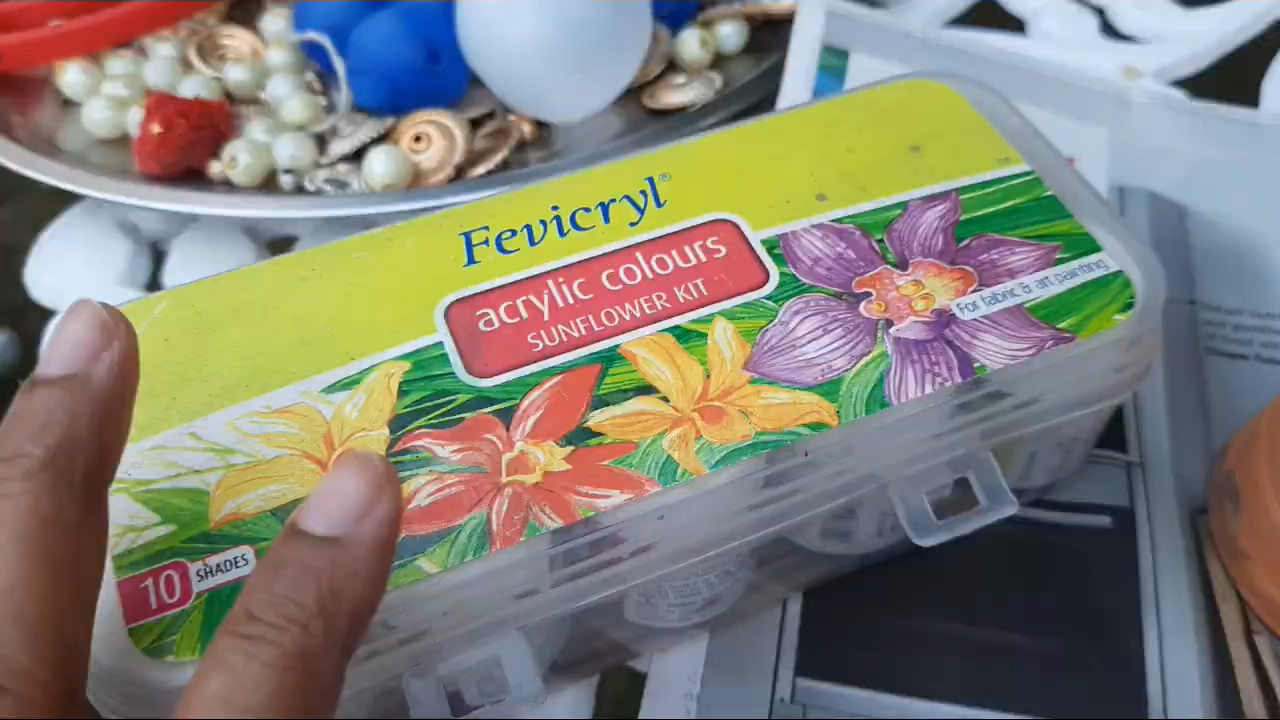 Fevicryl®
acrylic colours
SUNFLOWER KIT
For fabric & art painting
10 SHADES